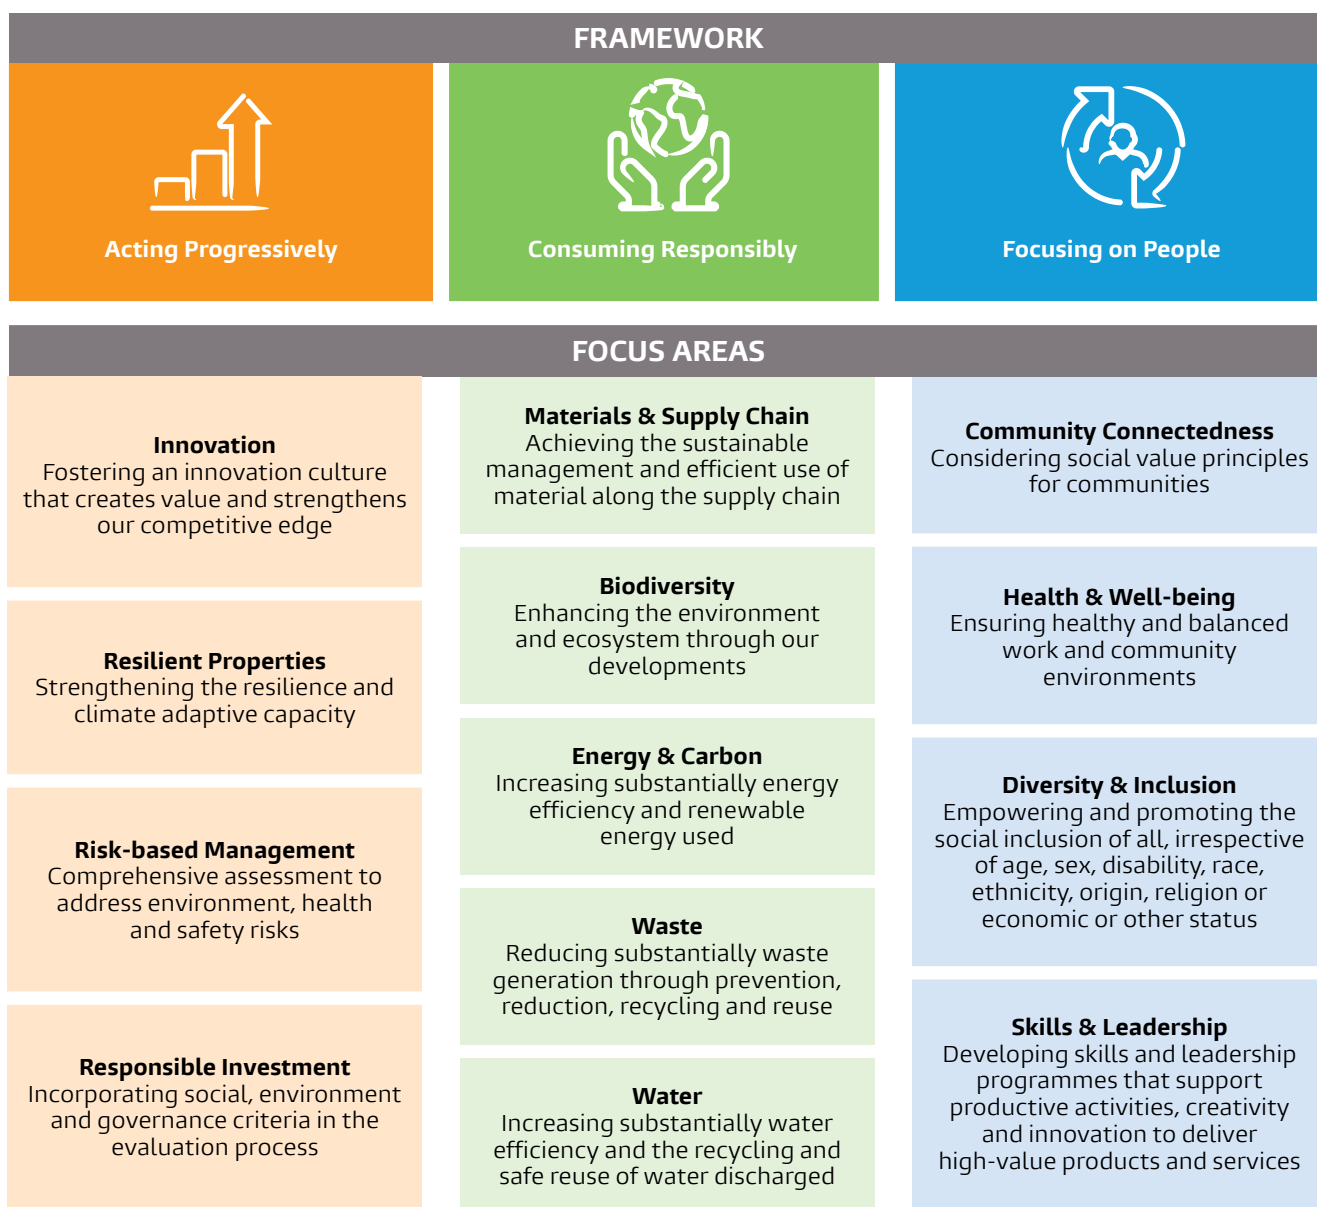 FRAMEWORK
Acting Progressively
Consuming Responsibly
Focusing on People
FOCUS AREAS
Innovation
Fostering an innovation culture
that creates value and strengthens
our competitive edge
Resilient Properties
Strengthening the resilience and
climate adaptive capacity
Risk-based Management
Comprehensive assessment to
address environment, health
and safety risks
Responsible Investment
Incorporating social, environment
and governance criteria in the
evaluation process
Materials & Supply Chain
Achieving the sustainable
management and efficient use of
material along the supply chain
Biodiversity
Enhancing the environment
and ecosystem through our
developments
Energy & Carbon
Increasing substantially energy
efficiency and renewable
energy used
Waste
Reducing substantially waste
generation through prevention,
reduction, recycling and reuse
Water
Increasing substantially water
efficiency and the recycling and
safe reuse of water discharged
Community Connectedness
Considering social value principles
for communities
Health & Well-being
Ensuring healthy and balanced
work and community
environments
Diversity & Inclusion
Empowering and promoting the
social inclusion of all, irrespective
of age, sex, disability, race,
ethnicity, origin, religion or
economic or other status
Skills & Leadership
Developing skills and leadership
programmes that support
productive activities, creativity
and innovation to deliver
high-value products and services